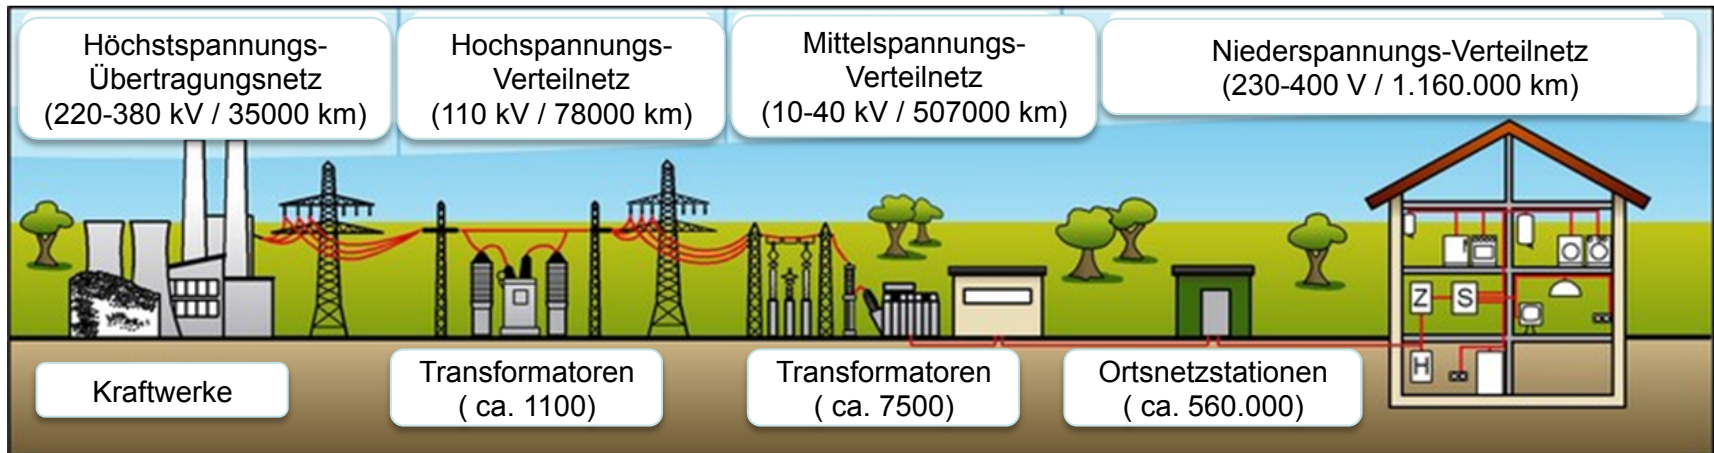 Höchstspannungs-
Übertragungsnetz
(220-380 kV / 35000 km)
Hochspannungs-
Verteilnetz
(110 kV / 78000 km)
Mittelspannungs-
Verteilnetz
(10-40 kV / 507000 km)
Niederspannungs-Verteilnetz
(230-400 V / 1.160.000 km)
Z
S
H
Kraftwerke
Transformatoren
( ca. 1100)
Transformatoren
( ca. 7500)
Ortsnetzstationen
( ca. 560.000)